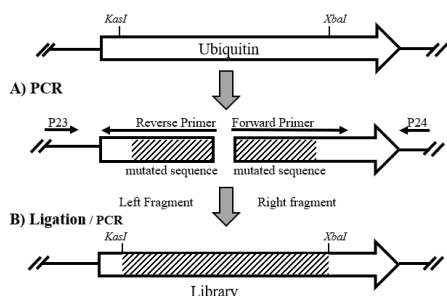 KasI XbaI
Ubiquitin
A) PCR
P23 Reverse Primer Forward Primer P24
mutated sequence mutated sequence
Left Fragment Right fragment
B) Ligation / PCR
KasI XbaI
Library